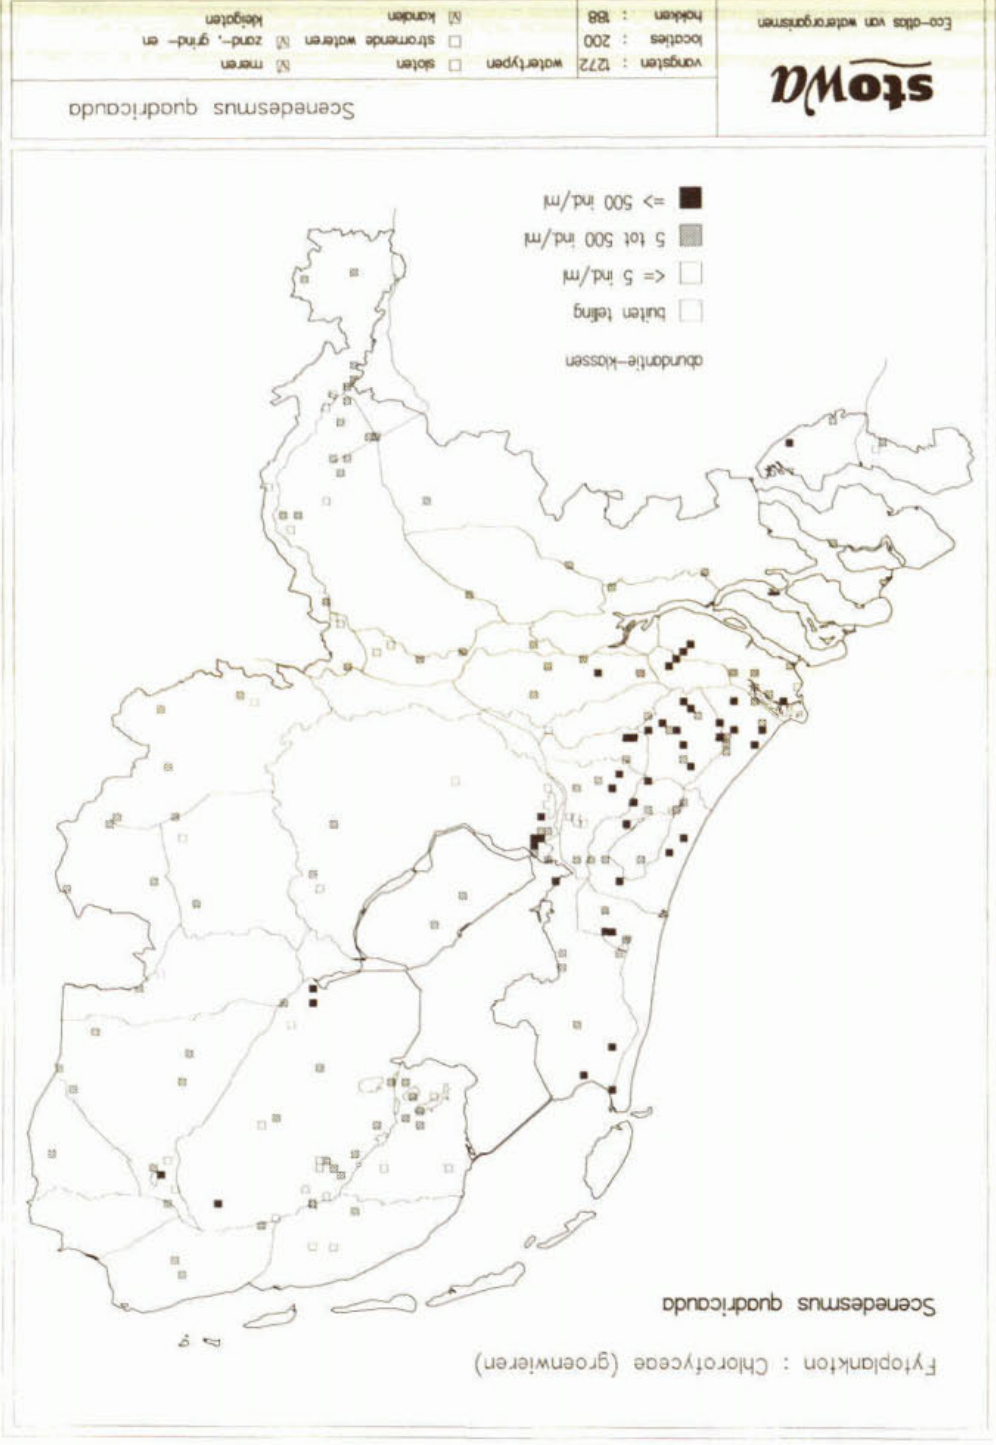 Fytoplankton : Chlorofyceae (groenwieren)
Scenedesmus quadricauda
abundantie-klassen
buiten telling
<= 5 ind./ml
5 tot 500 ind./ml
=> 500 ind./ml
stowa
Eco-atlas van waterorganismen
Scenedesmus quadricauda
vangsten : 1272
locaties : 200
hokken : 188
watertypen
sloten
stromende wateren
kanalen
meren
zand-, grind- en
kleigaten